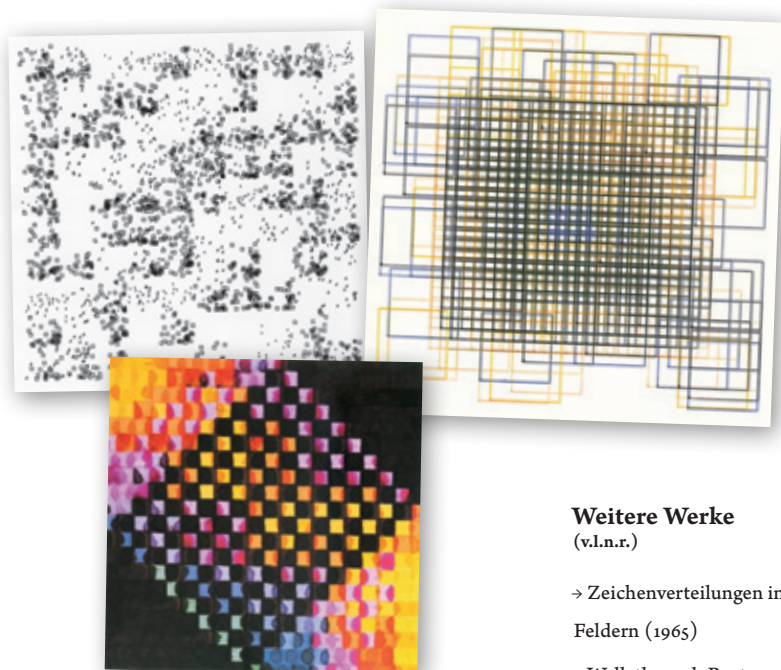 Weitere Werke
(v.l.n.r.)
→ Zeichenverteilungen in
Feldern (1965)